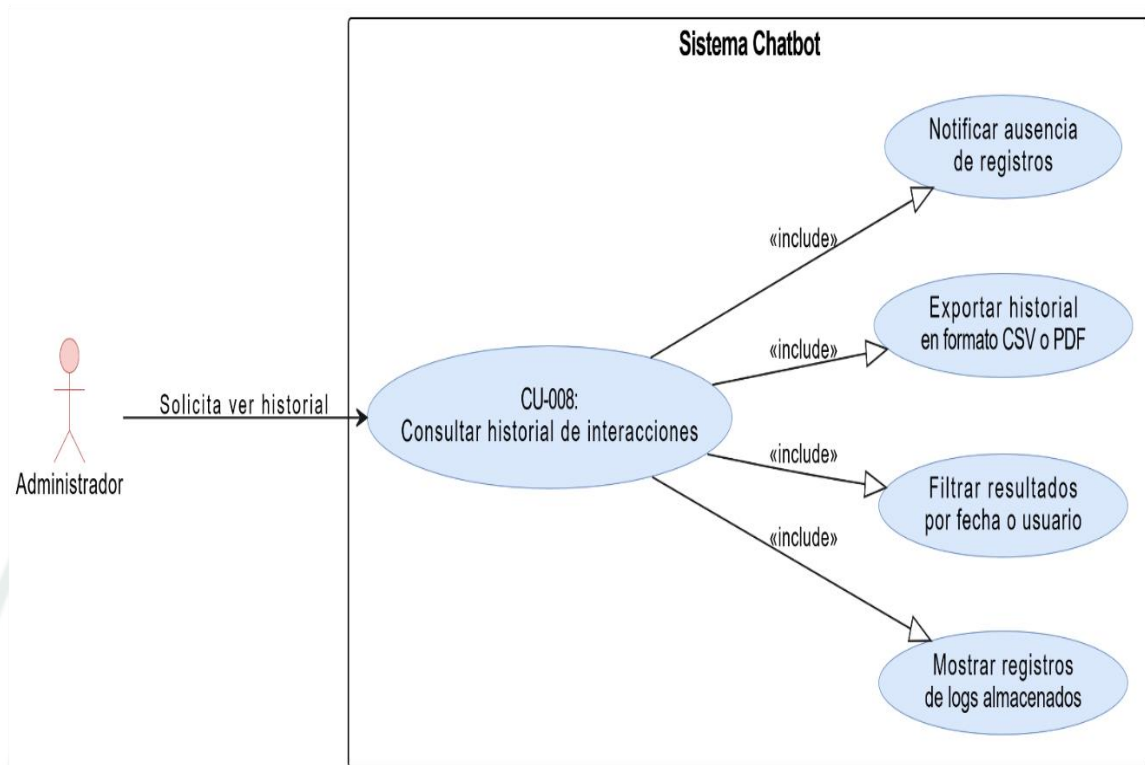 Sistema Chatbot
Notificar ausencia
de registros
«include»
Exportar historial
en formato CSV o PDF
«include»
Solicita ver historial
CU-008:
Consultar historial de interacciones
Administrador
«include»
Filtrar resultados
por fecha o usuario
«include»
Mostrar registros
de logs almacenados